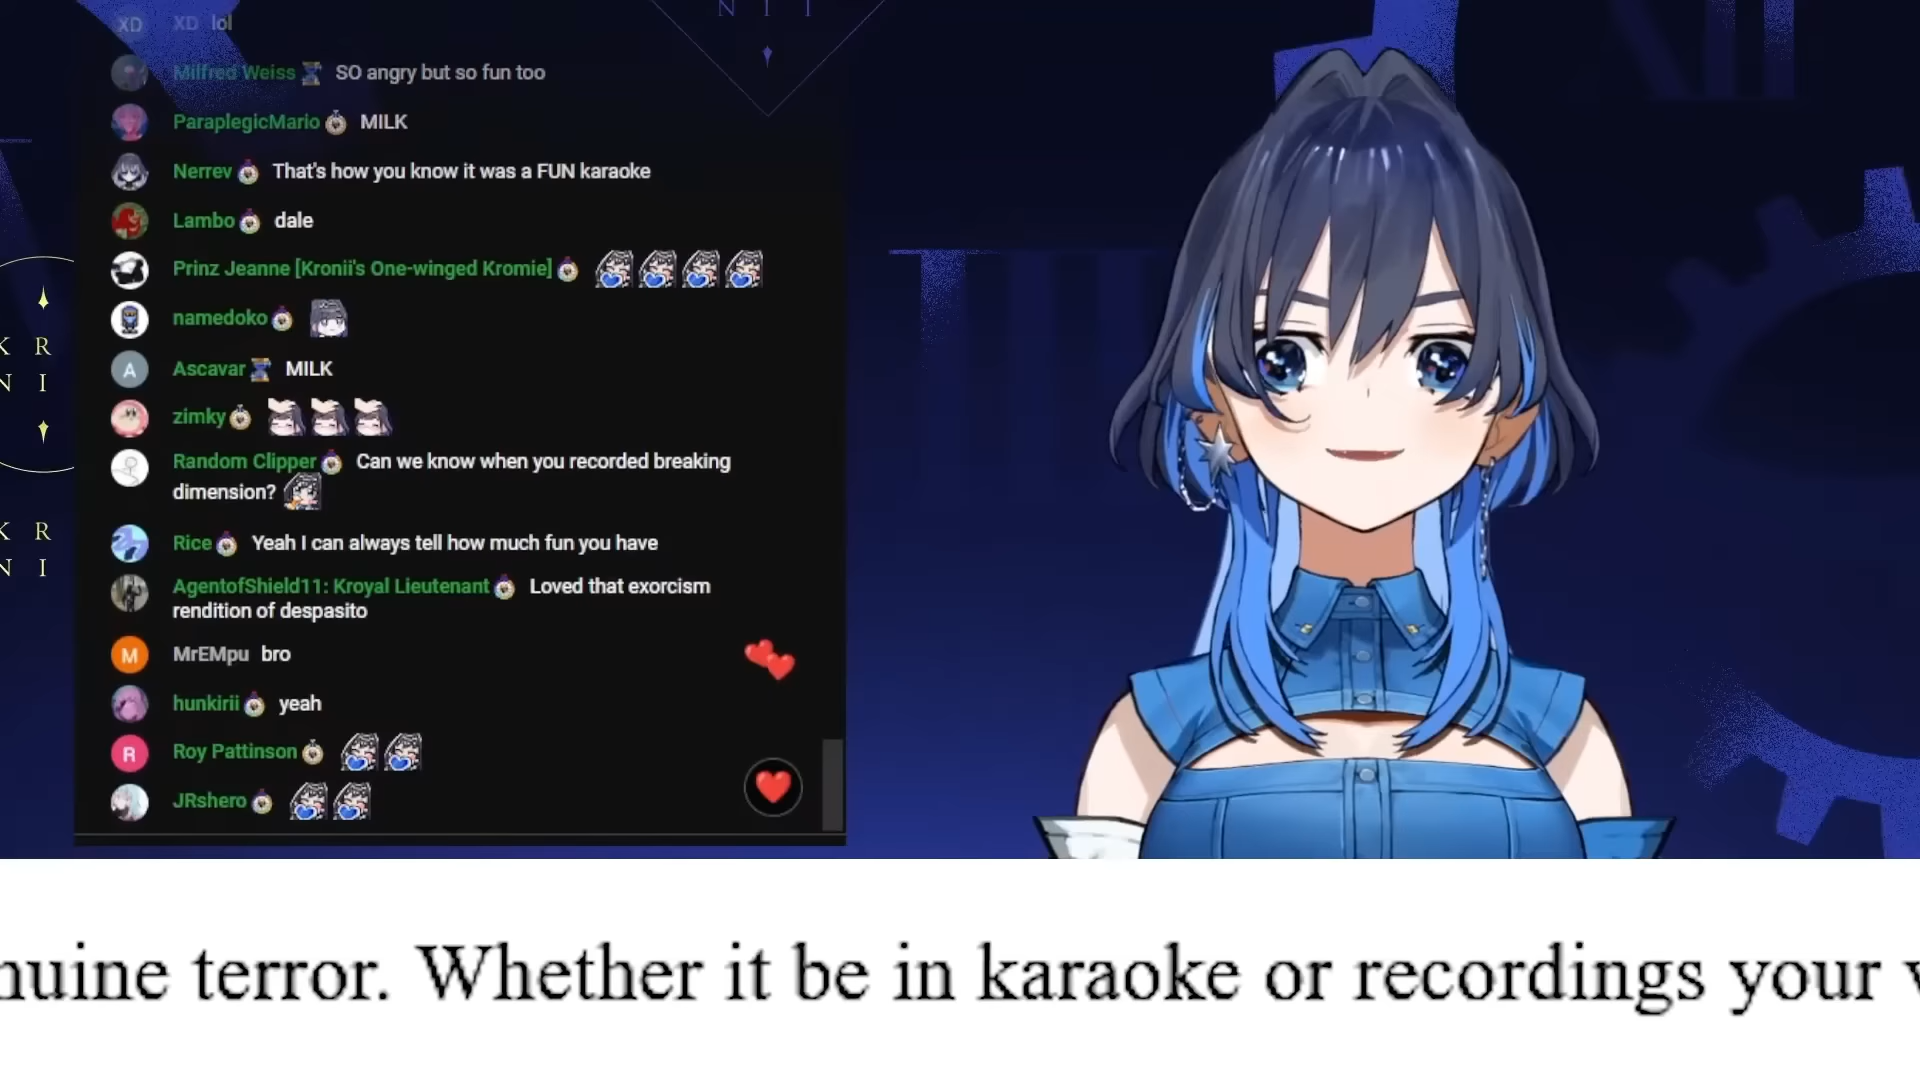 N I I
XD XD lol
Milfred Weiss SO angry but so fun too
ParaplegicMario MILK
Nerrev That's how you know it was a FUN karaoke
Lambo dale
Prinz Jeanne [Kronii's One-winged Kromie]
namedoko
A Ascavar MILK
zimky
Random Clipper Can we know when you recorded breaking
dimension?
Rice Yeah I can always tell how much fun you have
AgentofShield11: Kroyal Lieutenant Loved that exorcism
rendition of despasito
M MrEMpu bro
hunkirii yeah
R Roy Pattinson
JRshero
K R
N I
K R
N I
nuine terror. Whether it be in karaoke or recordings your v